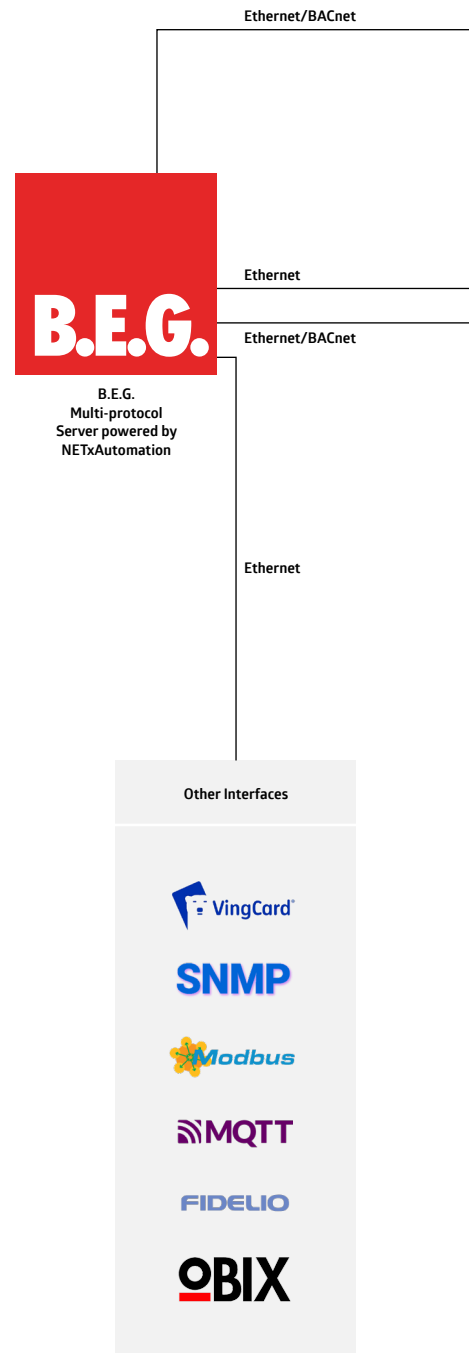 Ethernet/BACnet
B.E.G.
Ethernet
Ethernet/BACnet
B.E.G.
Multi-protocol
Server powered by
NETxAutomation
Ethernet
Other Interfaces
VingCard®
SNMP
Modbus
MQTT
FIDELIO
OBIX